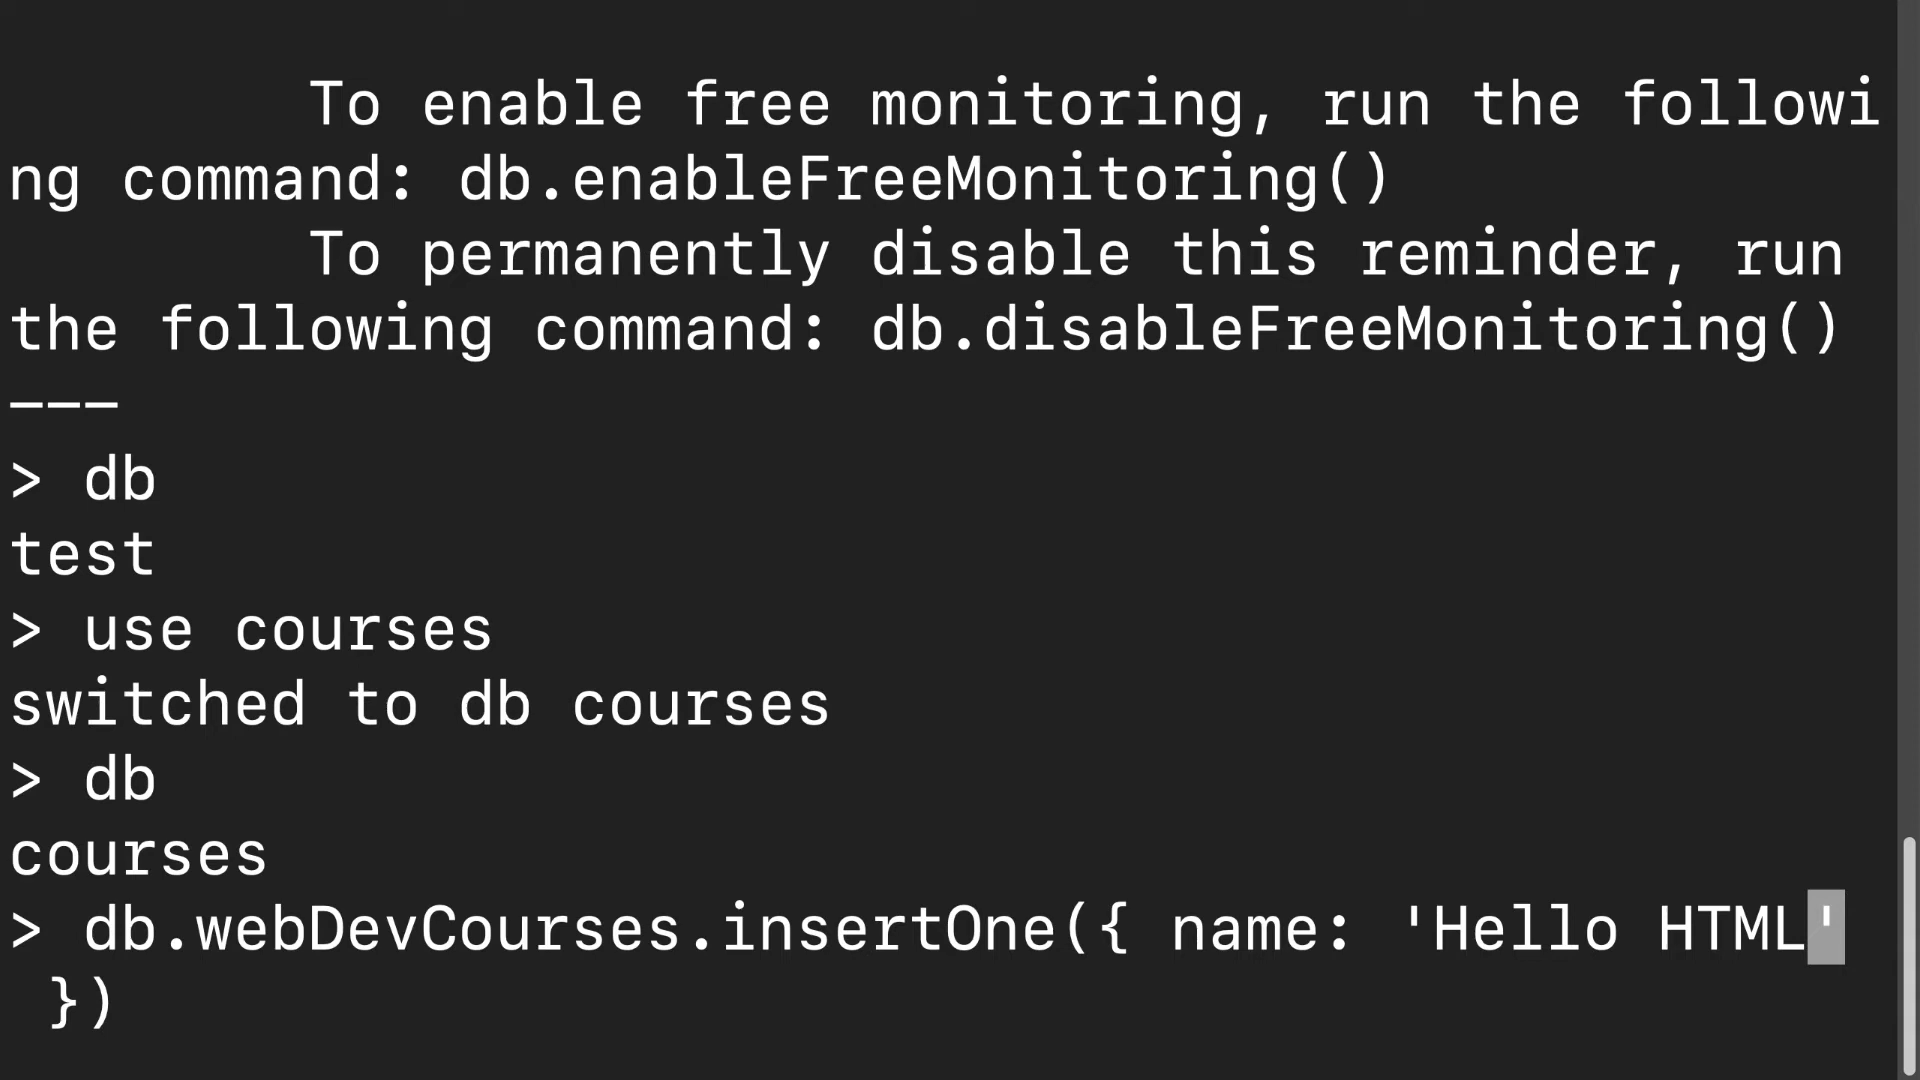 To enable free monitoring, run the followi
ng command: db.enableFreeMonitoring()
To permanently disable this reminder, run
the following command: db.disableFreeMonitoring()
---
> db
test
> use courses
switched to db courses
> db
courses
> db.webDevCourses.insertOne({ name: 'Hello HTML'
})